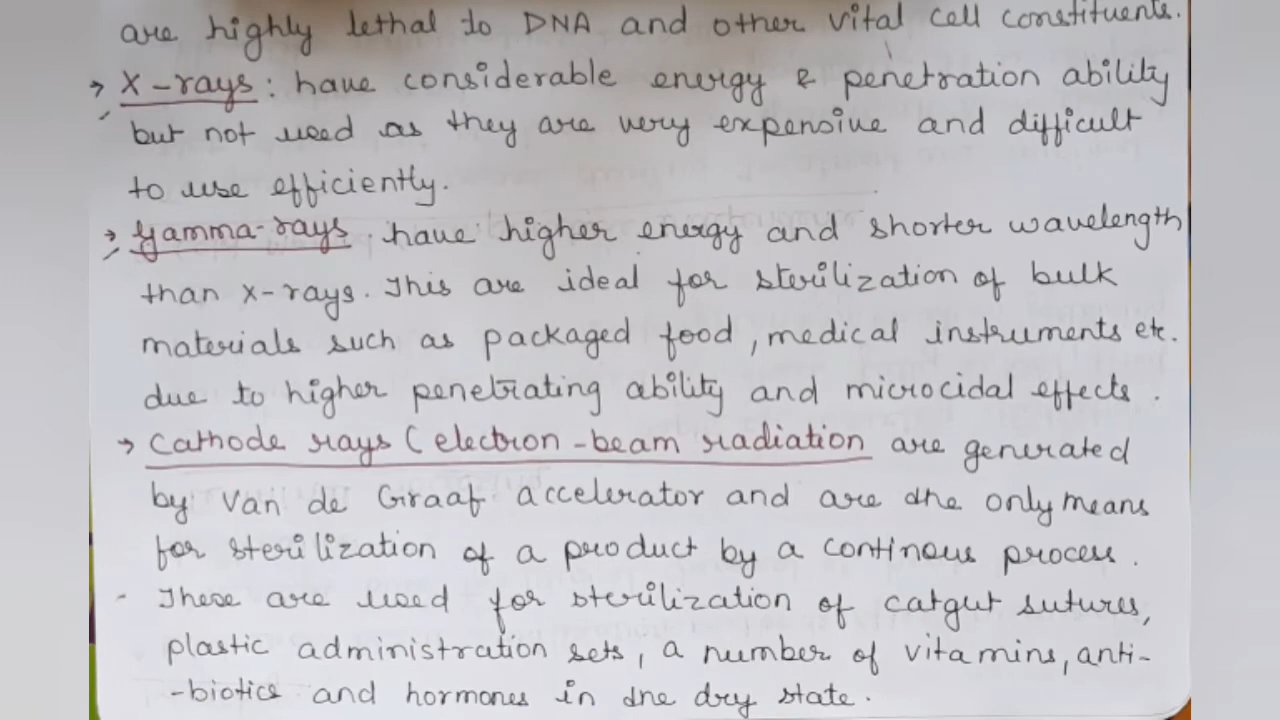 are highly lethal to DNA and other vital cell constituents.
→ X-rays: have considerable energy & penetration ability
but not used as they are very expensive and difficult
to use efficiently.
→ Gamma-rays have higher energy and shorter wavelength
than X-rays. This are ideal for sterilization of bulk
materials such as packaged food, medical instruments etc.
due to higher penetrating ability and microcidal effects.
→ Cathode rays (electron-beam radiation are generated
by Van de Graaf accelerator and are the only means
for sterilization of a product by a continous process.
- These are used for sterilization of catgut sutures,
plastic administration sets, a number of vitamins, anti-
-biotics and hormones in the dry state.